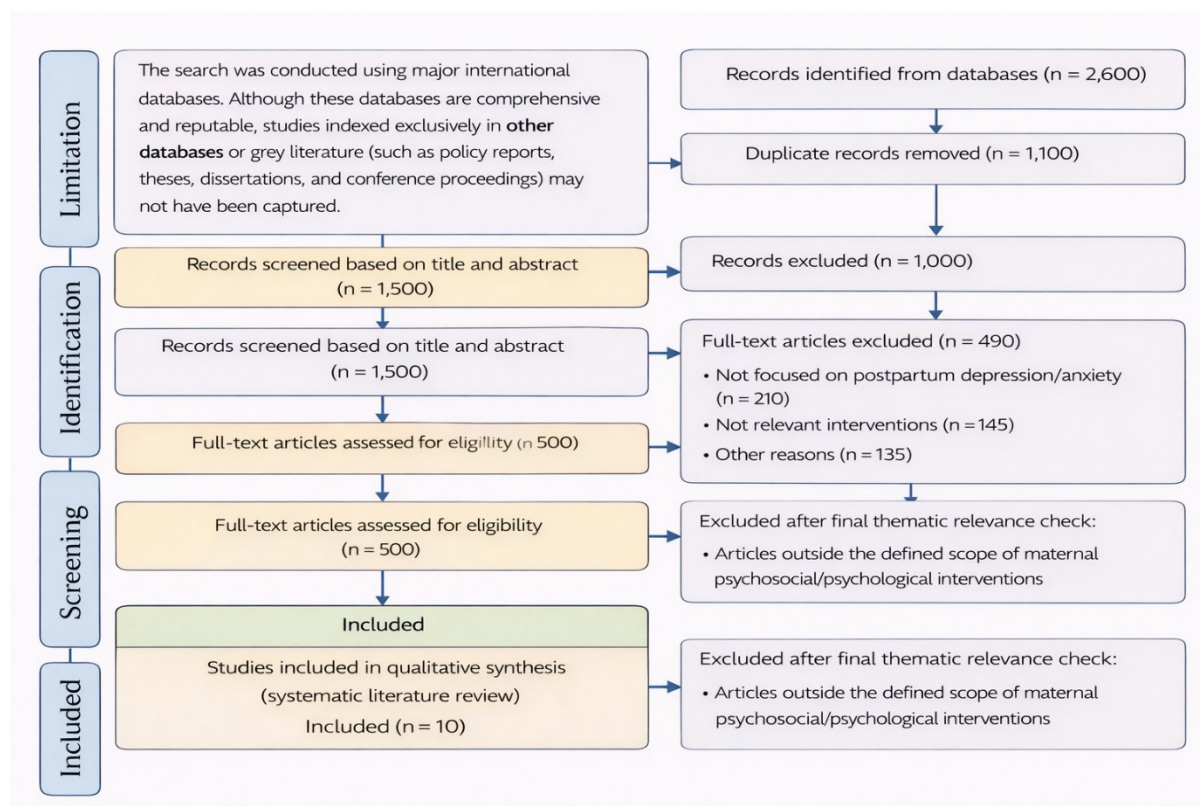 Limitation
The search was conducted using major international
databases. Although these databases are comprehensive
and reputable, studies indexed exclusively in other
databases or grey literature (such as policy reports,
theses, dissertations, and conference proceedings) may
not have been captured.
Records identified from databases (n = 2,600)
Duplicate records removed (n = 1,100)
Identification
Records screened based on title and abstract
(n = 1,500)
Records excluded (n = 1,000)
Records screened based on title and abstract
(n = 1,500)
Full-text articles excluded (n = 490)
• Not focused on postpartum depression/anxiety
(n = 210)
• Not relevant interventions (n = 145)
• Other reasons (n = 135)
Full-text articles assessed for eligibility (n 500)
Screening
Full-text articles assessed for eligibility
(n = 500)
Excluded after final thematic relevance check:
• Articles outside the defined scope of maternal
psychosocial/psychological interventions
Included
Included
Studies included in qualitative synthesis
(systematic literature review)
Included (n = 10)
Excluded after final thematic relevance check:
• Articles outside the defined scope of maternal
psychosocial/psychological interventions